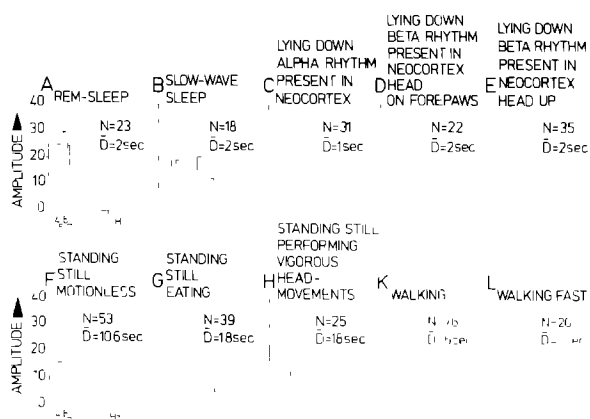 A REM-SLEEP
N=23
D̄=2sec
B SLOW-WAVE
SLEEP
N=18
D̄=2sec
C LYING DOWN
ALPHA RHYTHM
PRESENT IN
NEOCORTEX
N=31
D̄=1sec
D LYING DOWN
BETA RHYTHM
PRESENT IN
NEOCORTEX
HEAD
ON FOREPAWS
N=22
D̄=2sec
E LYING DOWN
BETA RHYTHM
PRESENT IN
NEOCORTEX
HEAD UP
N=35
D̄=2sec
AMPLITUDE
40
30
20
10
0
F STANDING
STILL
MOTIONLESS
N=53
D̄=106sec
G STANDING
STILL
EATING
N=39
D̄=18sec
H STANDING STILL
PERFORMING
VIGOROUS
HEAD-
MOVEMENTS
N=25
D̄=16sec
K WALKING
L WALKING FAST
N=26
AMPLITUDE
40
30
20
10
0